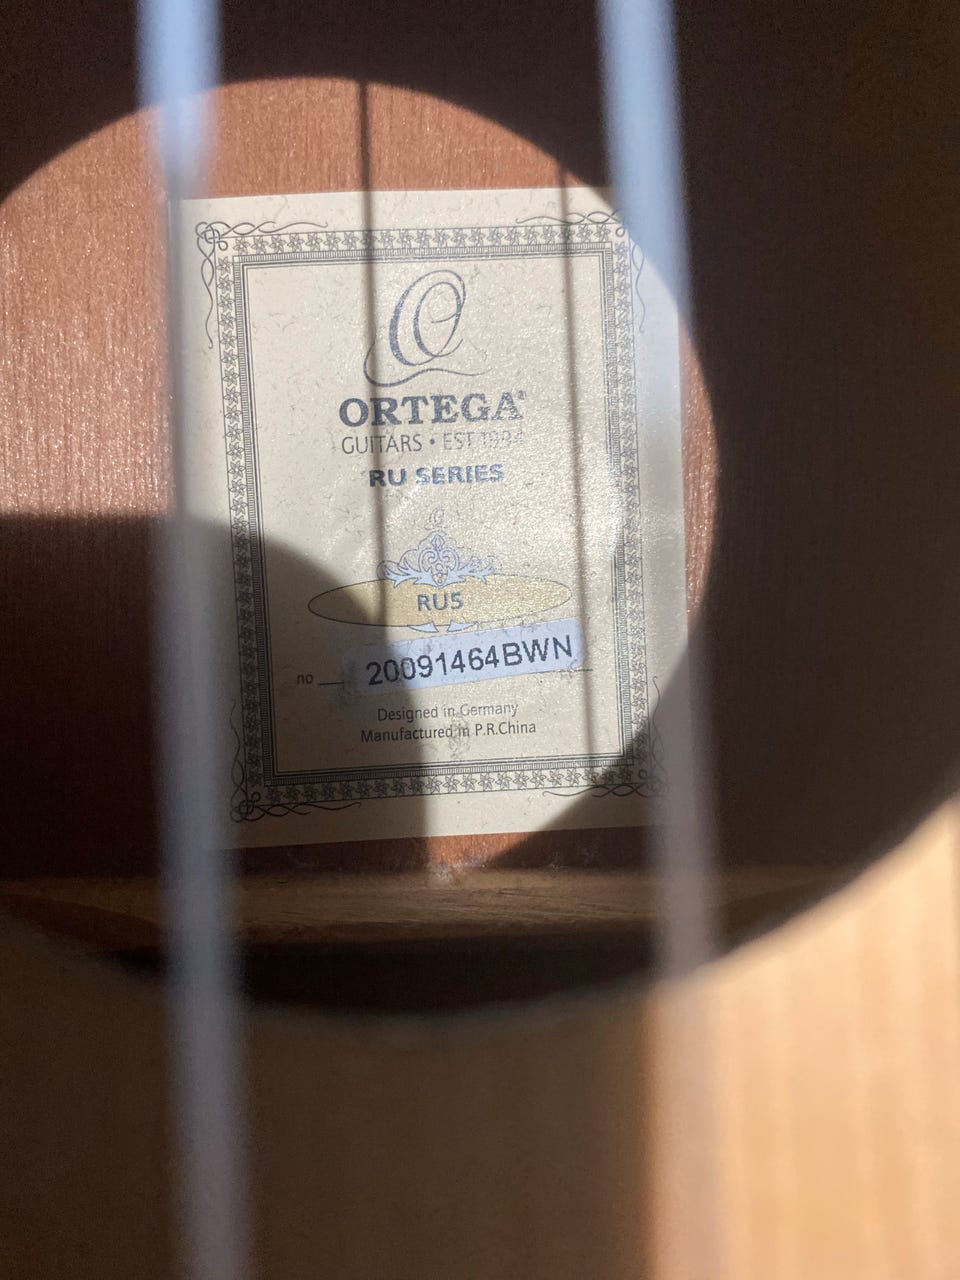 ORTEGA®
GUITARS • EST 1994
RU SERIES
RU5
no 20091464BWN
Designed in Germany
Manufactured in P.R.China